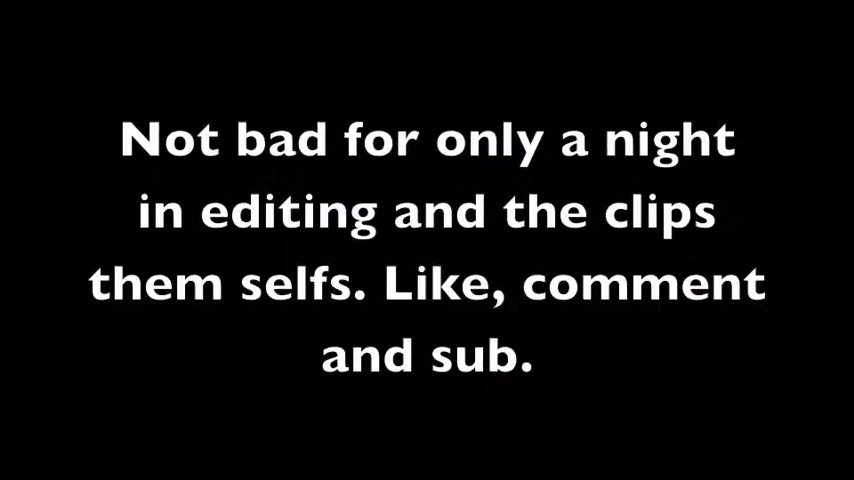 Not bad for only a night
in editing and the clips
them selfs. Like, comment
and sub.